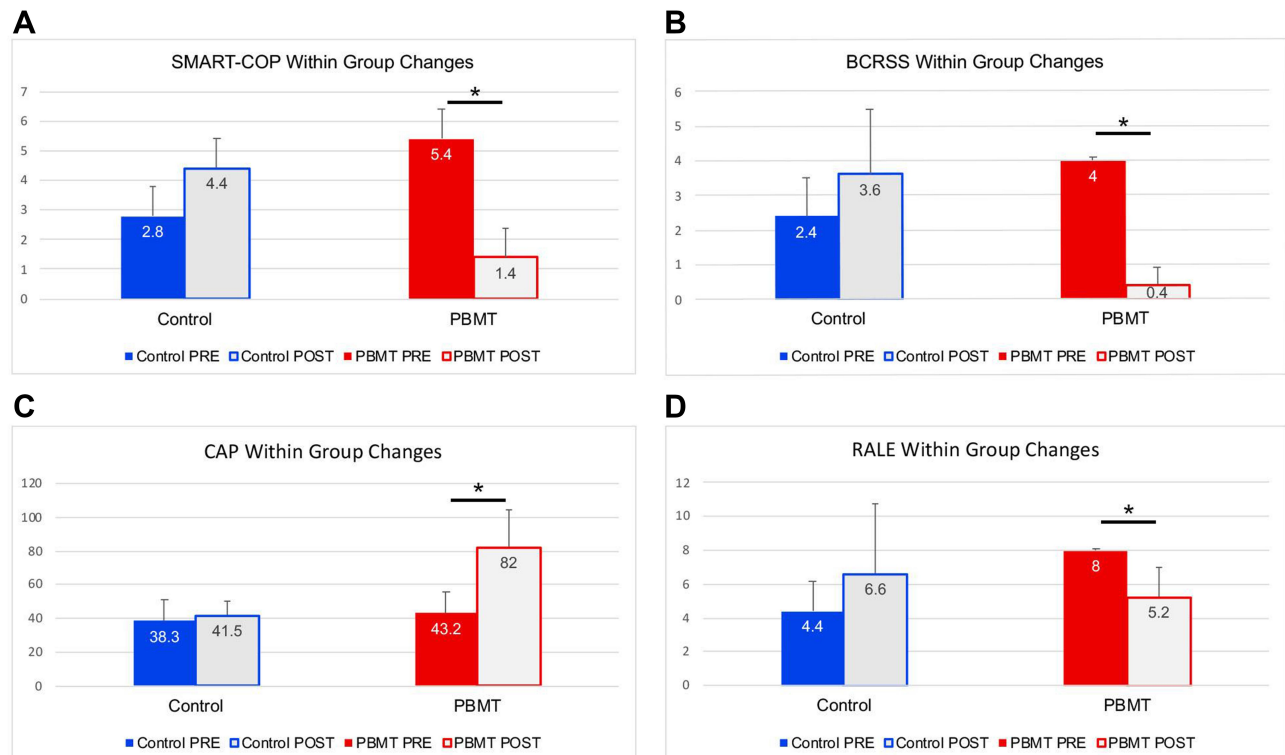 A
SMART-COP Within Group Changes
7
6
5
4
3
2
1
0
*
2.8
4.4
5.4
1.4
Control
PBMT
Control PRE Control POST PBMT PRE PBMT POST
B
BCRSS Within Group Changes
6
5
4
3
2
1
0
*
2.4
3.6
4
0.4
Control
PBMT
Control PRE Control POST PBMT PRE PBMT POST
C
CAP Within Group Changes
120
100
80
60
40
20
0
*
38.3
41.5
43.2
82
Control
PBMT
Control PRE Control POST PBMT PRE PBMT POST
D
RALE Within Group Changes
12
10
8
6
4
2
0
*
4.4
6.6
8
5.2
Control
PBMT
Control PRE Control POST PBMT PRE PBMT POST